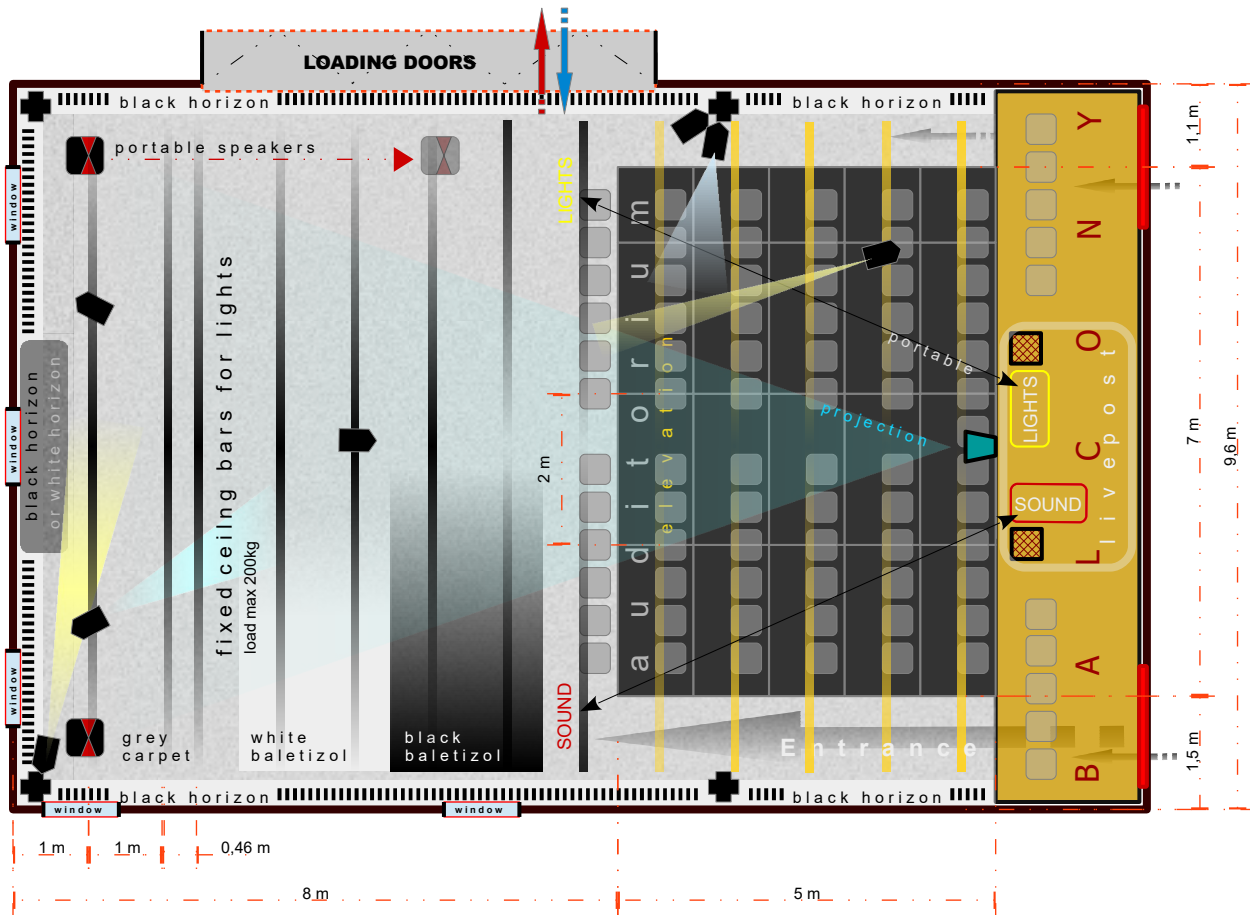 LOADING DOORS
black horizon
black horizon
portable speakers
window
window
window
black horizon
or white horizon
fixed ceiling bars for lights
load max 200kg
LIGHTS
SOUND
2 m
auditorium
elevation
portable
projection
BALCONY
LIGHTS
SOUND
livepost
Entrance
grey
carpet
white
baletizol
black
baletizol
black horizon
black horizon
window
window
1,1 m
7 m
9,6 m
1,5 m
1 m
1 m
0,46 m
8 m
5 m